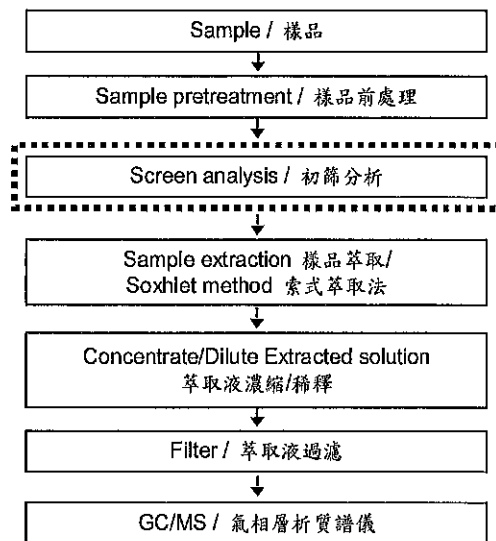 Sample / 樣品
Sample pretreatment / 樣品前處理
Screen analysis / 初篩分析
Sample extraction 樣品萃取/
Soxhlet method 索式萃取法
Concentrate/Dilute Extracted solution
萃取液濃縮/稀釋
Filter / 萃取液過濾
GC/MS / 氣相層析質譜儀